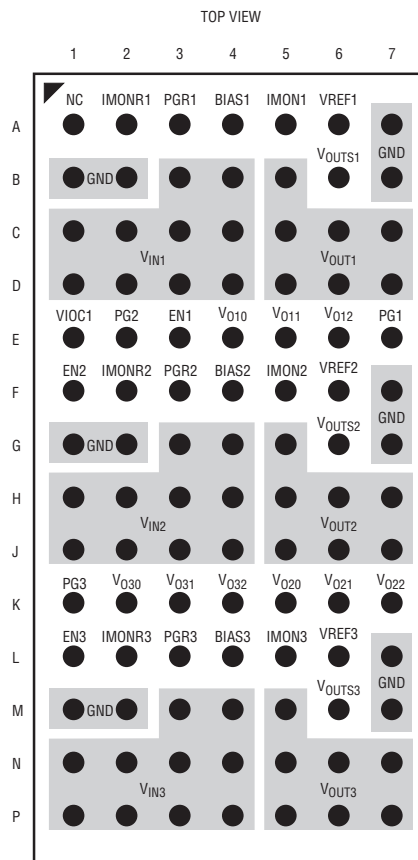 TOP VIEW
1 2 3 4 5 6 7
NC IMONR1 PGR1 BIAS1 IMON1 VREF1
A
GND
VOUTS1
B GND
C
VIN1 VOUT1
D
VIOC1 PG2 EN1 VO10 VO11 VO12 PG1
E
EN2 IMONR2 PGR2 BIAS2 IMON2 VREF2
F
GND
VOUTS2
G GND
H
VIN2 VOUT2
J
PG3 VO30 VO31 VO32 VO20 VO21 VO22
K
EN3 IMONR3 PGR3 BIAS3 IMON3 VREF3
L
GND
VOUTS3
M GND
N
VIN3 VOUT3
P